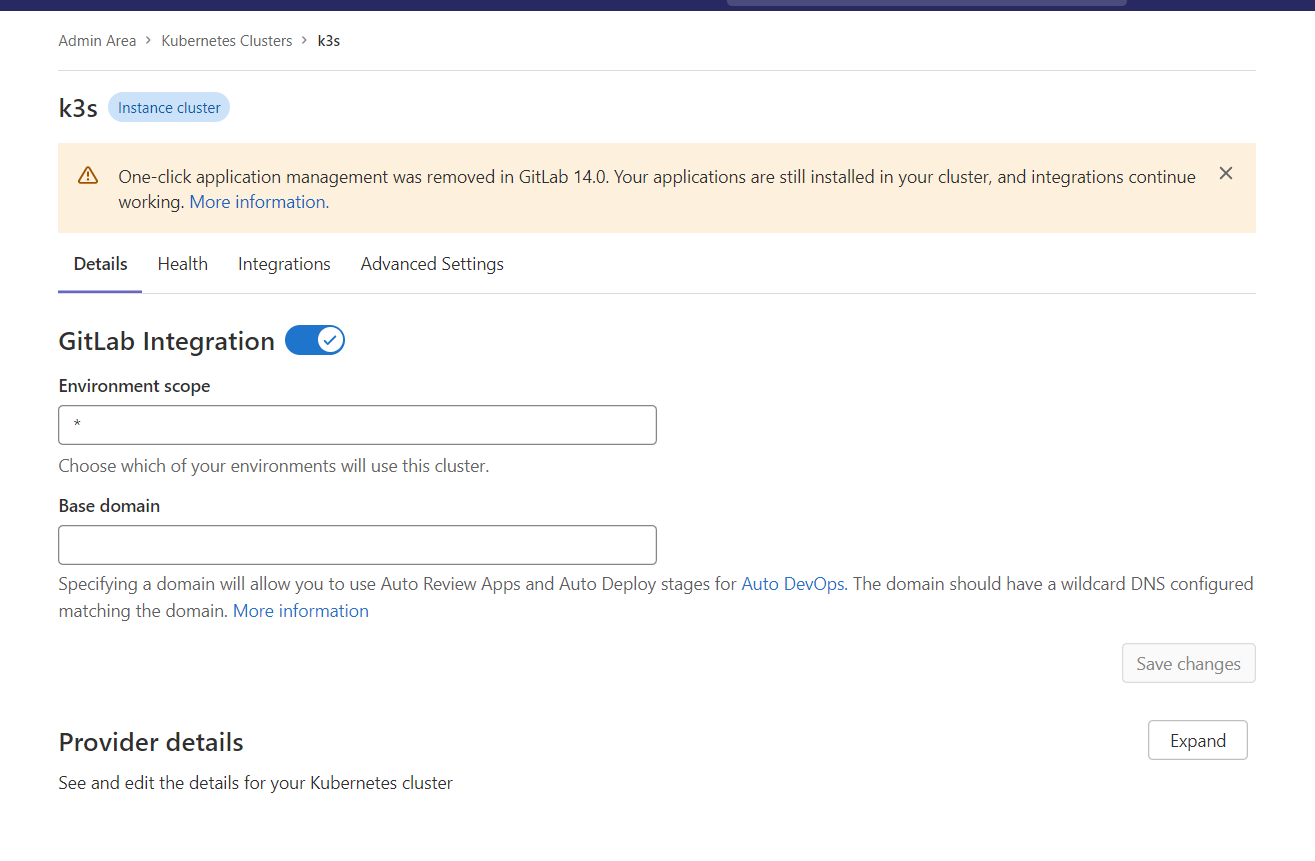 Admin Area > Kubernetes Clusters > k3s
k3s Instance cluster
One-click application management was removed in GitLab 14.0. Your applications are still installed in your cluster, and integrations continue
working. More information.
Details Health Integrations Advanced Settings
GitLab Integration
Environment scope
*
Choose which of your environments will use this cluster.
Base domain
Specifying a domain will allow you to use Auto Review Apps and Auto Deploy stages for Auto DevOps. The domain should have a wildcard DNS configured
matching the domain. More information
Save changes
Provider details
Expand
See and edit the details for your Kubernetes cluster